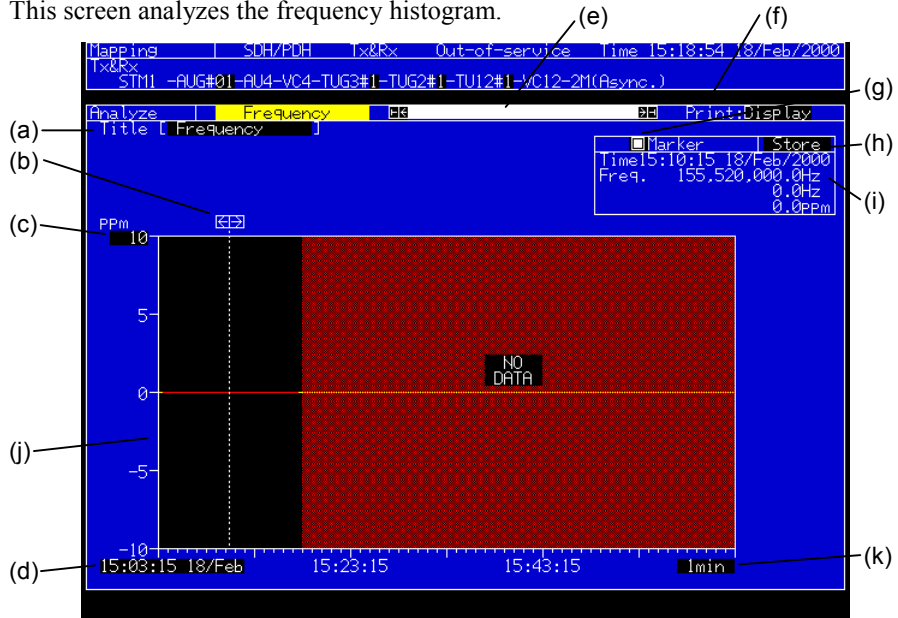 This screen analyzes the frequency histogram.
(e)
(f)
Mapping | SDH/PDH Tx&Rx Out-of-service Time 15:18:54 18/Feb/2000
Tx&Rx
STM1 -AUG#01-AU4-VC4-TUG3#1-TUG2#1-TU12#1-VC12-2M(Async.)
(g)
Analyze | Frequency Print:Display
(a)
Title [ Frequency ]
(h)
Marker | Store
(b)
Time15:10:15 18/Feb/2000
Freq. 155,520,000.0Hz
(i)
0.0Hz
0.0ppm
(c)
ppm
10
5
NO
DATA
0
(j)
-5
-10
(d)
15:03:15 18/Feb 15:23:15 15:43:15 1min
(k)